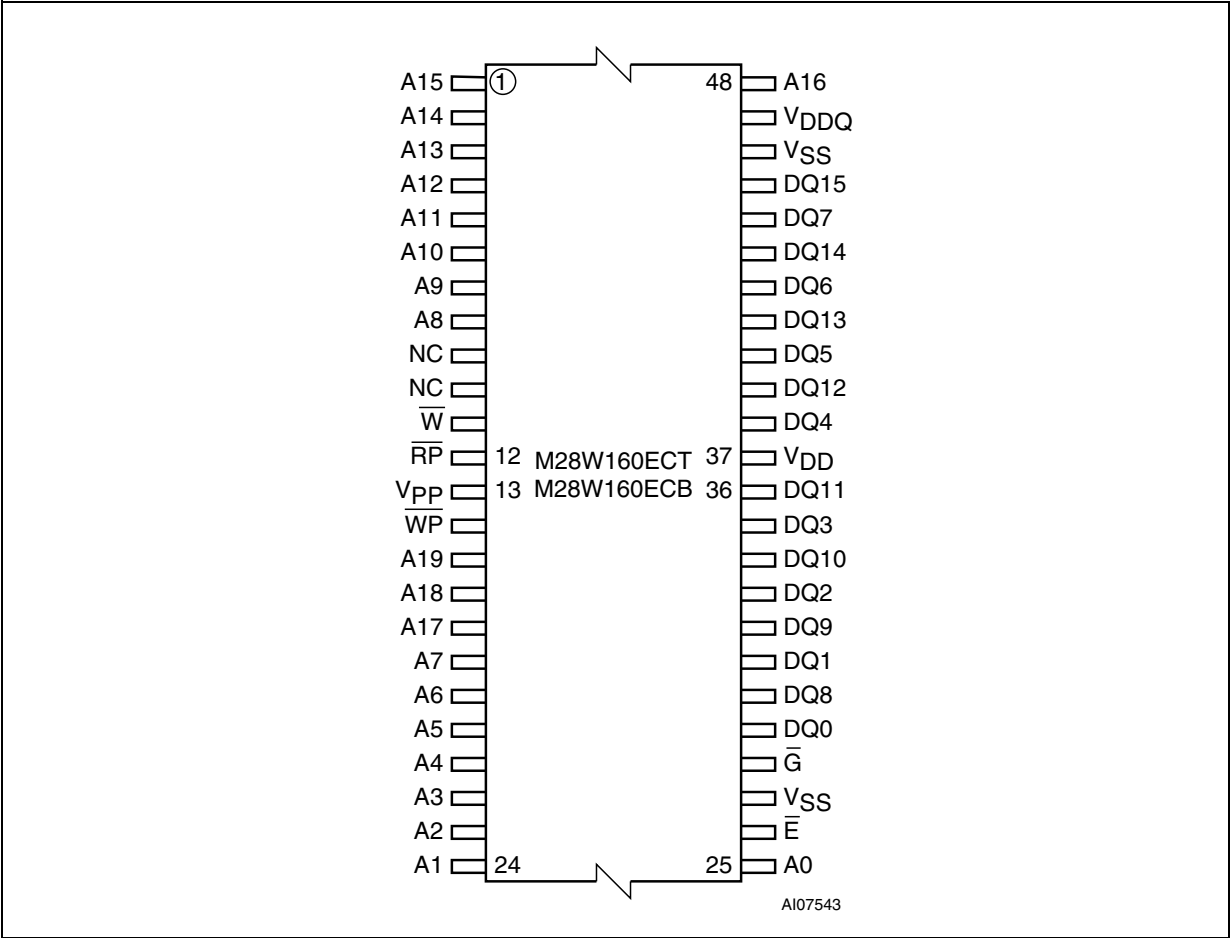 A15 ① 48 A16
A14 VDDQ
A13 VSS
A12 DQ15
A11 DQ7
A10 DQ14
A9 DQ6
A8 DQ13
NC DQ5
NC DQ12
W̅ DQ4
R̅P̅ 12 M28W160ECT 37 VDD
VPP 13 M28W160ECB 36 DQ11
W̅P̅ DQ3
A19 DQ10
A18 DQ2
A17 DQ9
A7 DQ1
A6 DQ8
A5 DQ0
A4 G̅
A3 VSS
A2 E̅
A1 24 25 A0
AI07543